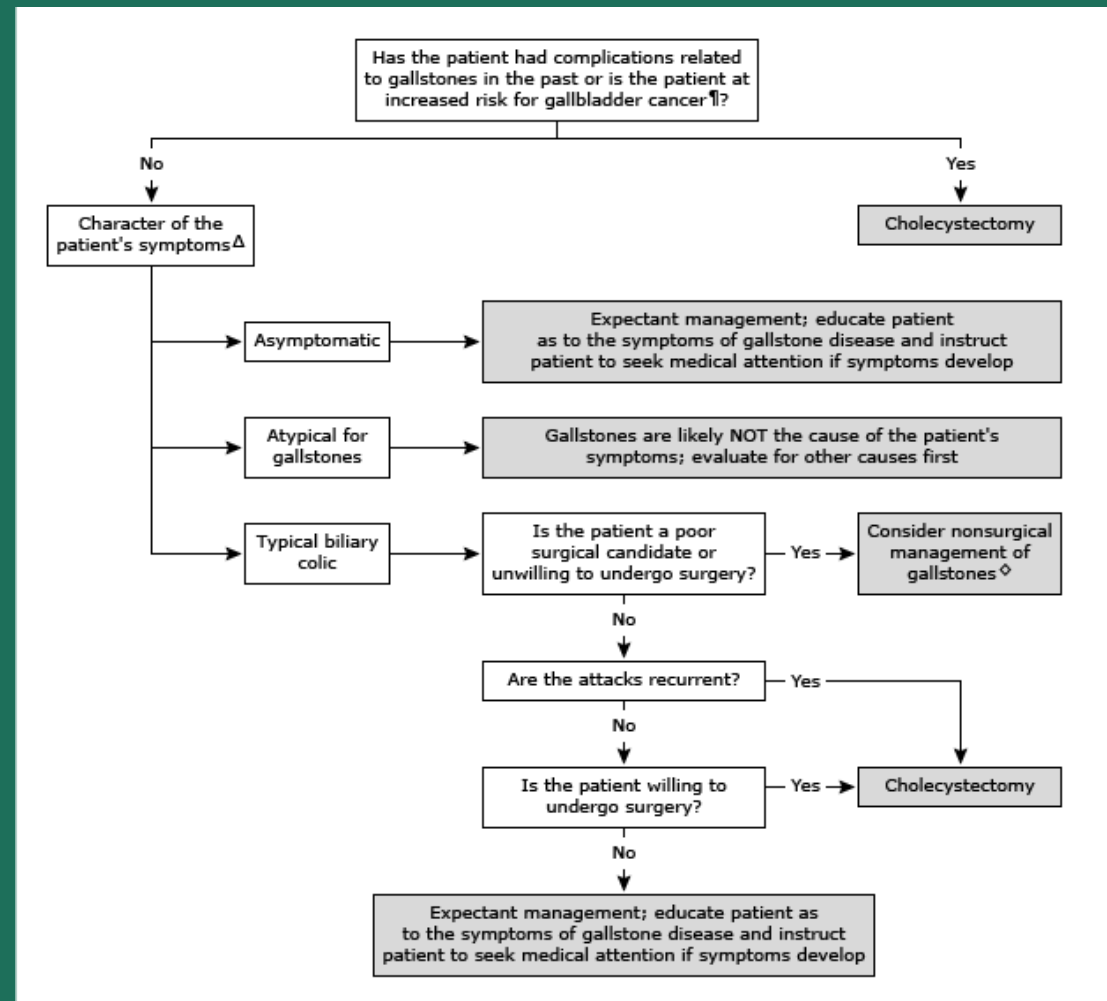 Has the patient had complications related
to gallstones in the past or is the patient at
increased risk for gallbladder cancer¶?
No
Yes
Character of the
patient's symptomsΔ
Cholecystectomy
Asymptomatic
Expectant management; educate patient
as to the symptoms of gallstone disease and instruct
patient to seek medical attention if symptoms develop
Atypical for
gallstones
Gallstones are likely NOT the cause of the patient's
symptoms; evaluate for other causes first
Typical biliary
colic
Is the patient a poor
surgical candidate or
unwilling to undergo surgery?
Yes
Consider nonsurgical
management of
gallstones◇
No
Are the attacks recurrent?
Yes
No
Is the patient willing to
undergo surgery?
Yes
Cholecystectomy
No
Expectant management; educate patient as
to the symptoms of gallstone disease and instruct
patient to seek medical attention if symptoms develop